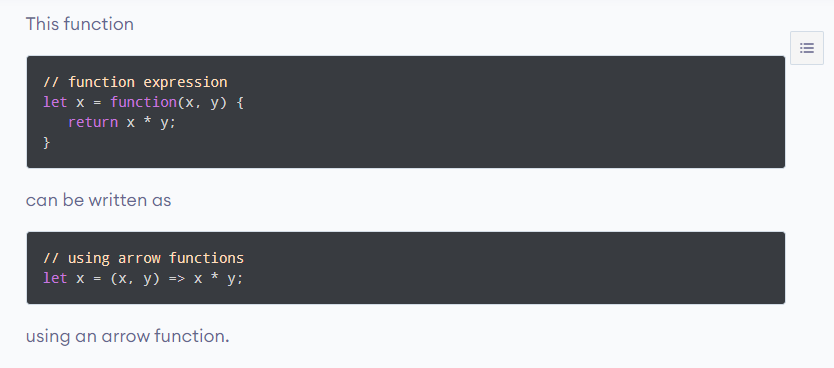 This function
// function expression
let x = function(x, y) {
   return x * y;
}
can be written as
// using arrow functions
let x = (x, y) => x * y;
using an arrow function.